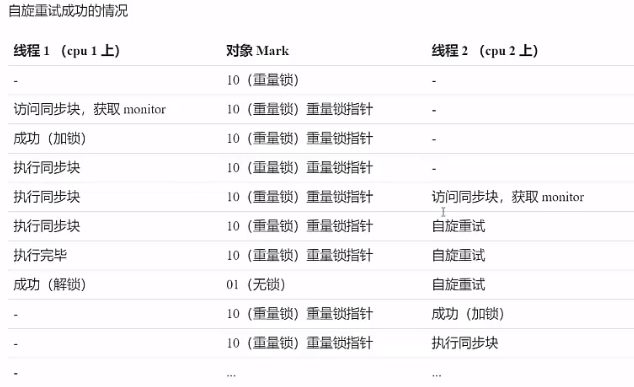 自旋重试成功的情况
线程 1 （cpu 1 上） 对象 Mark 线程 2 （cpu 2 上）
- 10（重量锁） -
访问同步块，获取 monitor 10（重量锁）重量锁指针 -
成功（加锁） 10（重量锁）重量锁指针 -
执行同步块 10（重量锁）重量锁指针 -
执行同步块 10（重量锁）重量锁指针 访问同步块，获取 monitor
执行同步块 10（重量锁）重量锁指针 自旋重试
执行完毕 10（重量锁）重量锁指针 自旋重试
成功（解锁） 01（无锁） 自旋重试
- 10（重量锁）重量锁指针 成功（加锁）
- 10（重量锁）重量锁指针 执行同步块
- ... ...